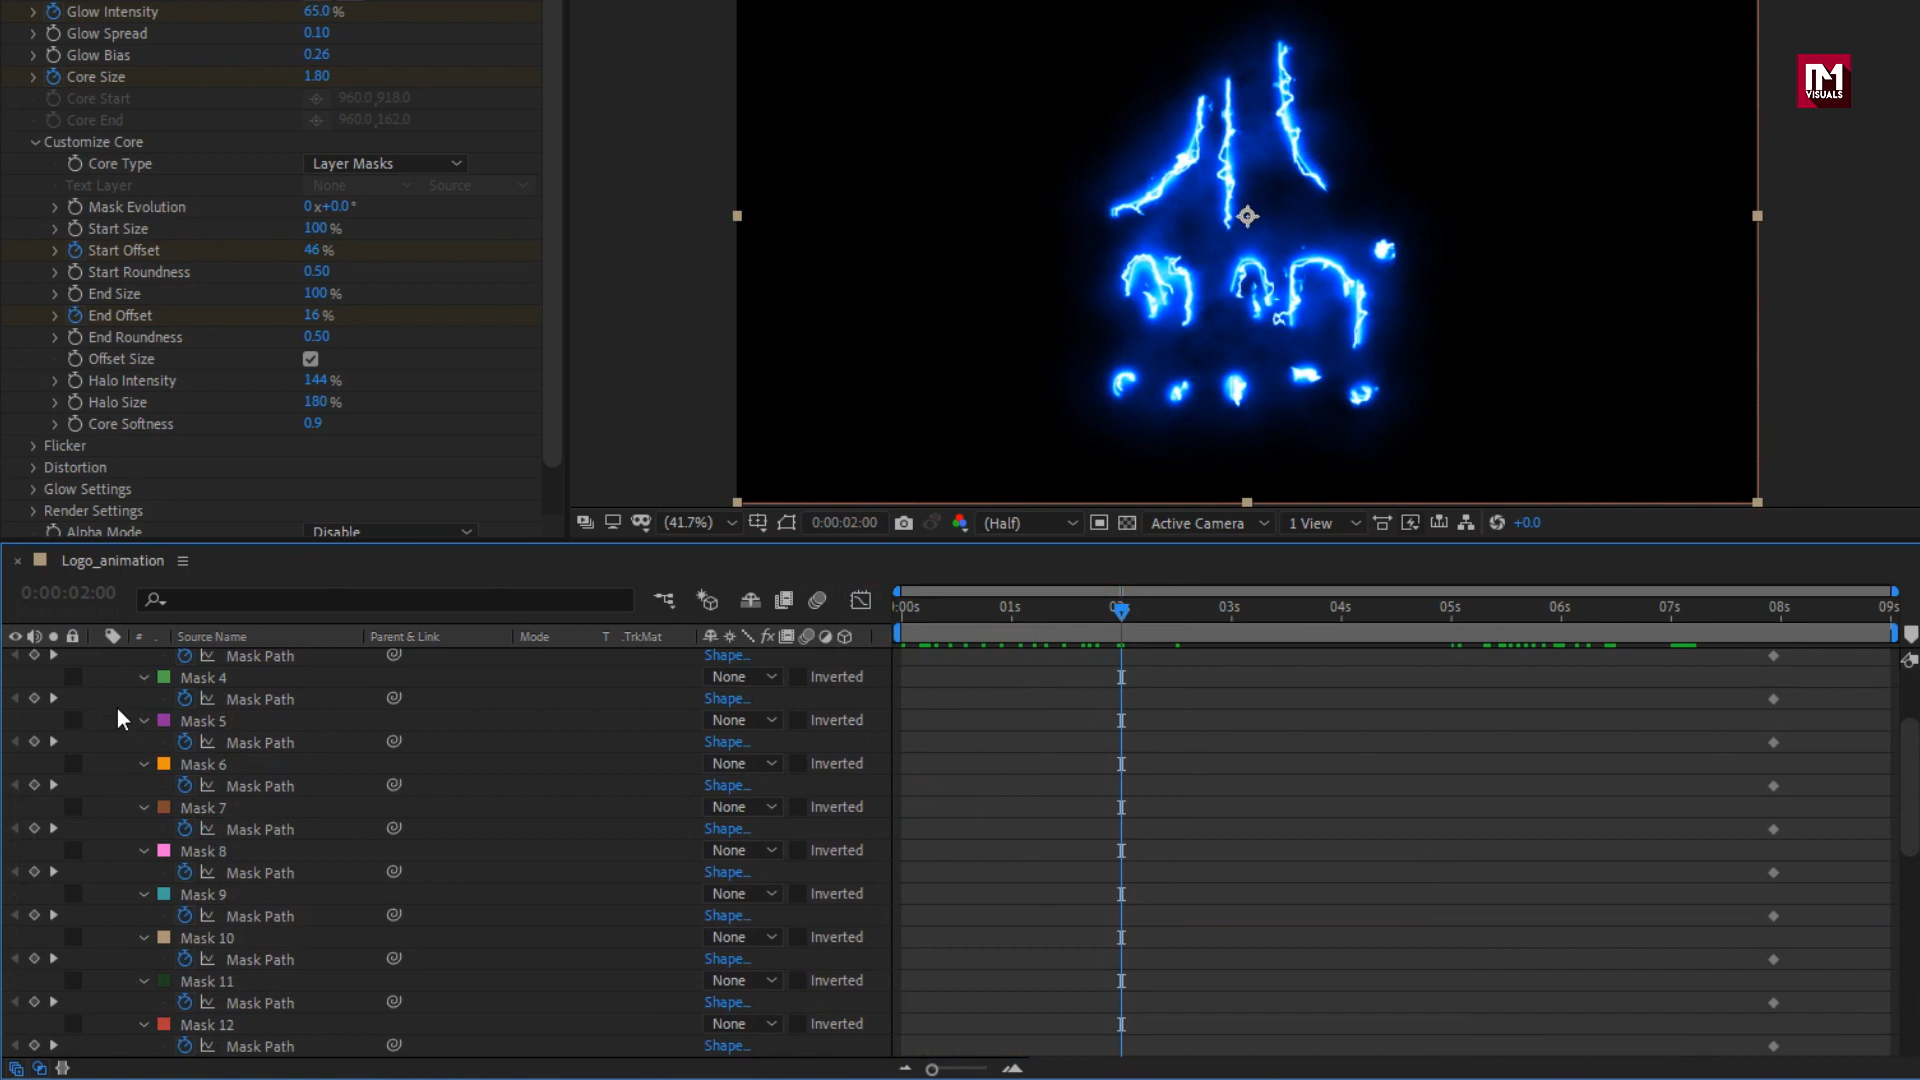 Glow Intensity 65.0 %
Glow Spread 0.10
Glow Bias 0.26
Core Size 1.80
Core Start 960.0,918.0
Core End 960.0,162.0
Customize Core
Core Type Layer Masks
Text Layer None Source
Mask Evolution 0x+0.0°
Start Size 100 %
Start Offset 46 %
Start Roundness 0.50
End Size 100 %
End Offset 16 %
End Roundness 0.50
Offset Size
Halo Intensity 144 %
Halo Size 180 %
Core Softness 0.9
Flicker
Distortion
Glow Settings
Render Settings
Alpha Mode Disable
M
VISUALS
(41.7%) 0:00:02:00 (Half) Active Camera 1 View +0.0
Logo_animation
0:00:02:00
:00s 01s 02s 03s 04s 05s 06s 07s 08s 09s
# Source Name Parent & Link Mode T .TrkMat fx
Mask Path Shape...
Mask 4 None Inverted
Mask Path Shape...
Mask 5 None Inverted
Mask Path Shape...
Mask 6 None Inverted
Mask Path Shape...
Mask 7 None Inverted
Mask Path Shape...
Mask 8 None Inverted
Mask Path Shape...
Mask 9 None Inverted
Mask Path Shape...
Mask 10 None Inverted
Mask Path Shape...
Mask 11 None Inverted
Mask Path Shape...
Mask 12 None Inverted
Mask Path Shape...